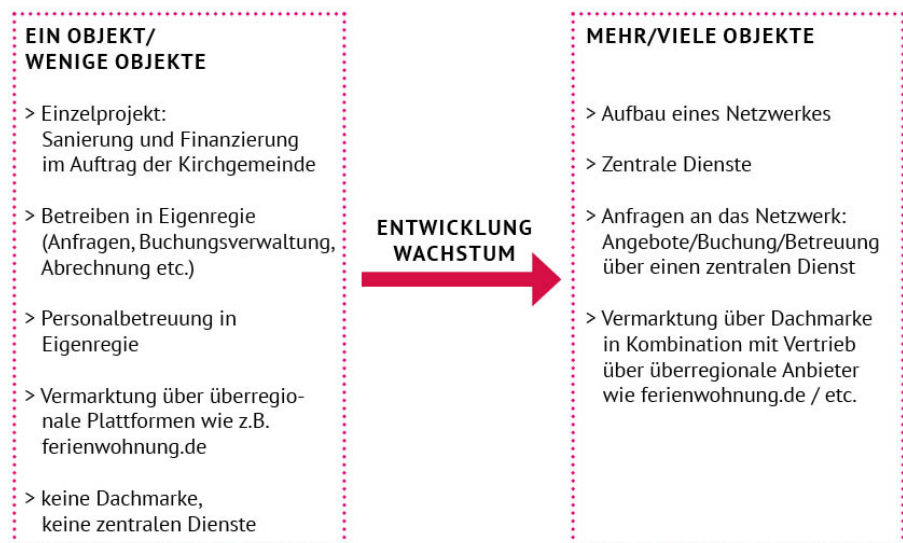 EIN OBJEKT/
WENIGE OBJEKTE
> Einzelprojekt:
Sanierung und Finanzierung
im Auftrag der Kirchgemeinde
> Betreiben in Eigenregie
(Anfragen, Buchungsverwaltung,
Abrechnung etc.)
> Personalbetreuung in
Eigenregie
> Vermarktung über überregio-
nale Plattformen wie z.B.
ferienwohnung.de
> keine Dachmarke,
keine zentralen Dienste
ENTWICKLUNG
WACHSTUM
MEHR/VIELE OBJEKTE
> Aufbau eines Netzwerkes
> Zentrale Dienste
> Anfragen an das Netzwerk:
Angebote/Buchung/Betreuung
über einen zentralen Dienst
> Vermarktung über Dachmarke
in Kombination mit Vertrieb
über überregionale Anbieter
wie ferienwohnung.de / etc.